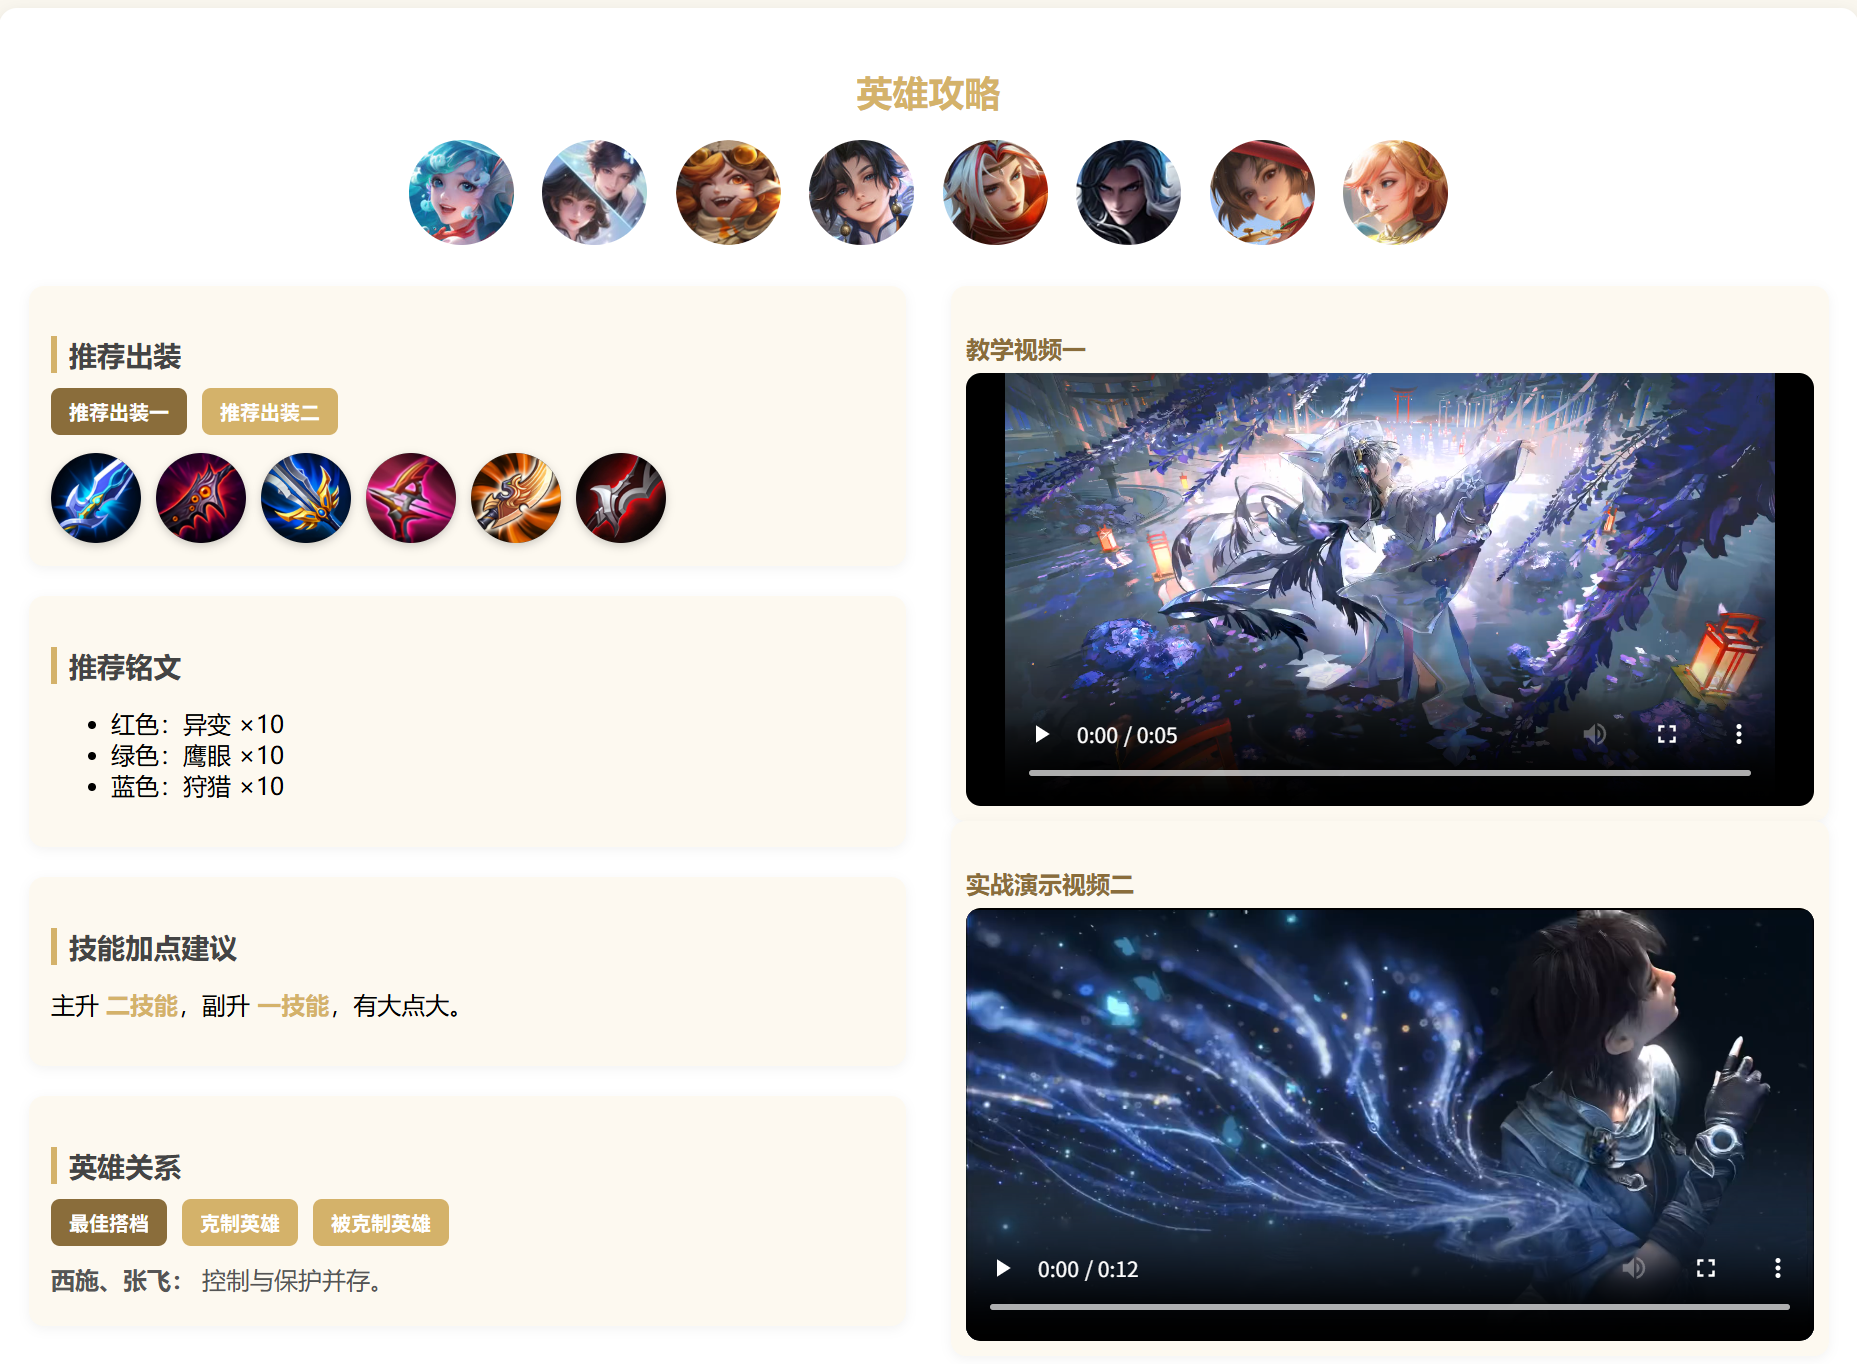 英雄攻略
推荐出装
推荐出装一
推荐出装二
推荐铭文
红色：异变 ×10
绿色：鹰眼 ×10
蓝色：狩猎 ×10
技能加点建议
主升 二技能，副升 一技能，有大点大。
英雄关系
最佳搭档
克制英雄
被克制英雄
西施、张飞： 控制与保护并存。
教学视频一
0:00 / 0:05
实战演示视频二
0:00 / 0:12